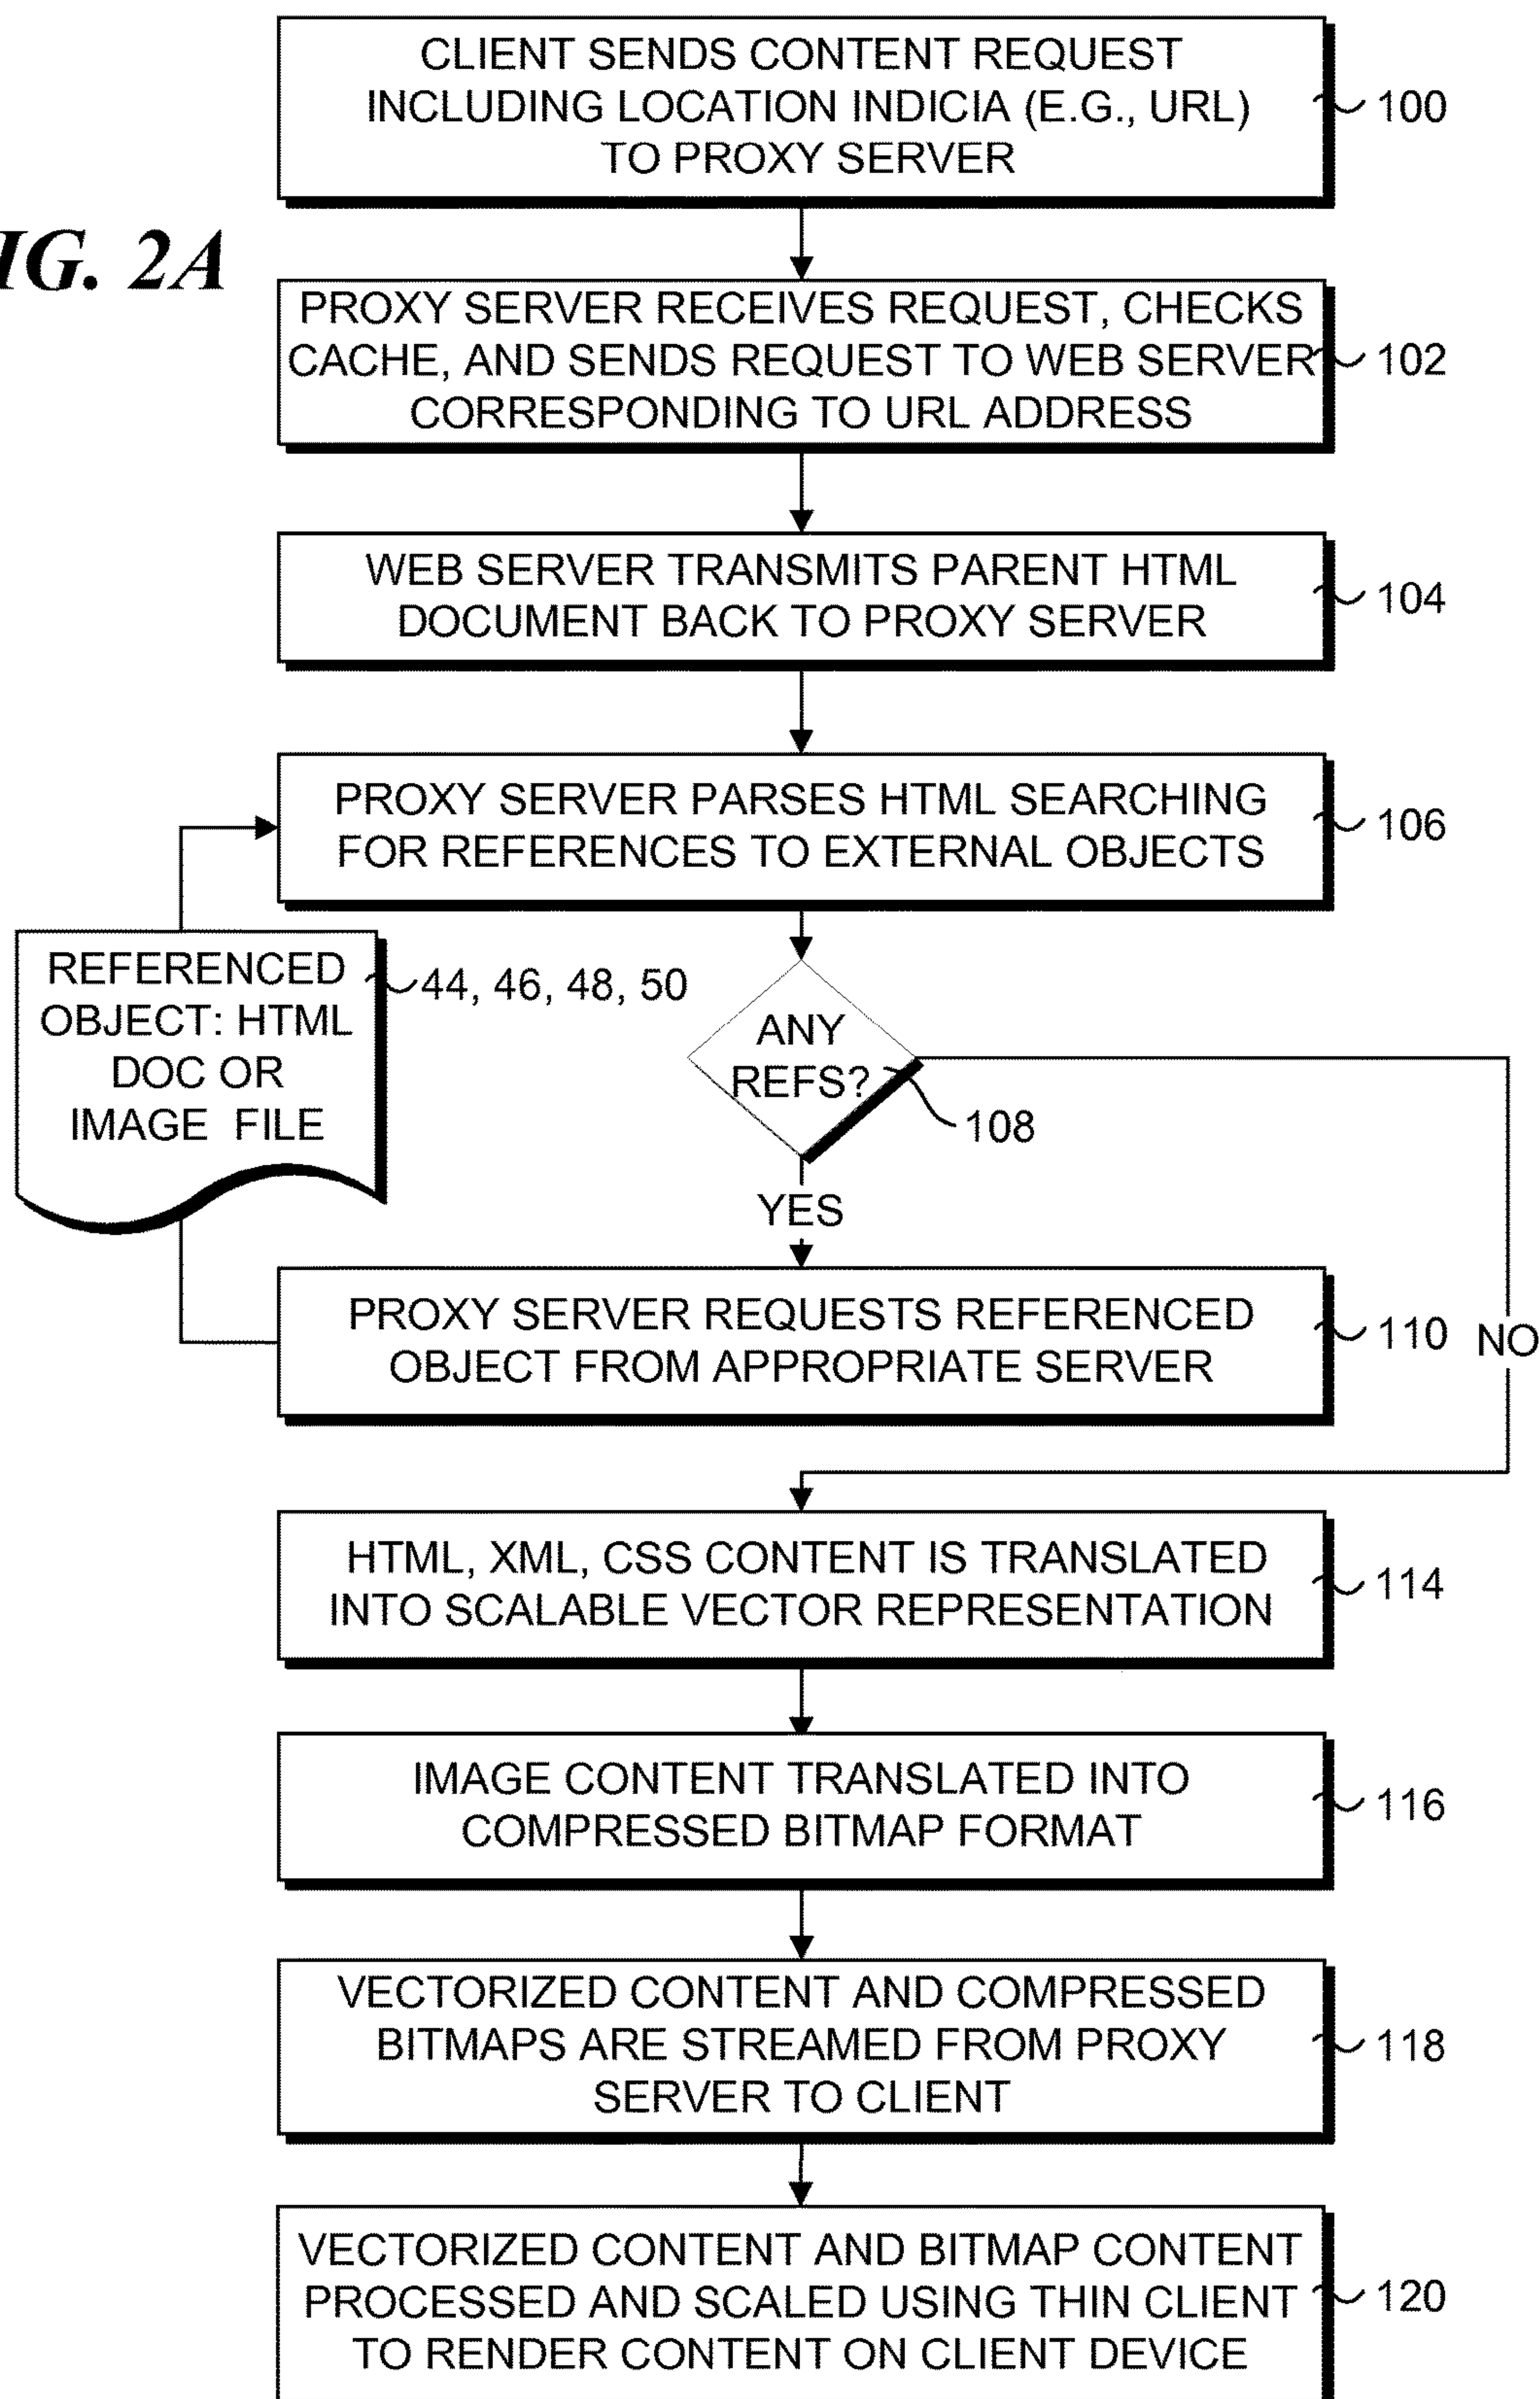 CLIENT SENDS CONTENT REQUEST
INCLUDING LOCATION INDICIA (E.G., URL)
TO PROXY SERVER
100
IG. 2A
PROXY SERVER RECEIVES REQUEST, CHECKS
CACHE, AND SENDS REQUEST TO WEB SERVER
CORRESPONDING TO URL ADDRESS
102
WEB SERVER TRANSMITS PARENT HTML
DOCUMENT BACK TO PROXY SERVER
104
PROXY SERVER PARSES HTML SEARCHING
FOR REFERENCES TO EXTERNAL OBJECTS
106
REFERENCED
OBJECT: HTML
DOC OR
IMAGE FILE
44, 46, 48, 50
ANY
REFS?
108
YES
NO
PROXY SERVER REQUESTS REFERENCED
OBJECT FROM APPROPRIATE SERVER
110
HTML, XML, CSS CONTENT IS TRANSLATED
INTO SCALABLE VECTOR REPRESENTATION
114
IMAGE CONTENT TRANSLATED INTO
COMPRESSED BITMAP FORMAT
116
VECTORIZED CONTENT AND COMPRESSED
BITMAPS ARE STREAMED FROM PROXY
SERVER TO CLIENT
118
VECTORIZED CONTENT AND BITMAP CONTENT
PROCESSED AND SCALED USING THIN CLIENT
TO RENDER CONTENT ON CLIENT DEVICE
120